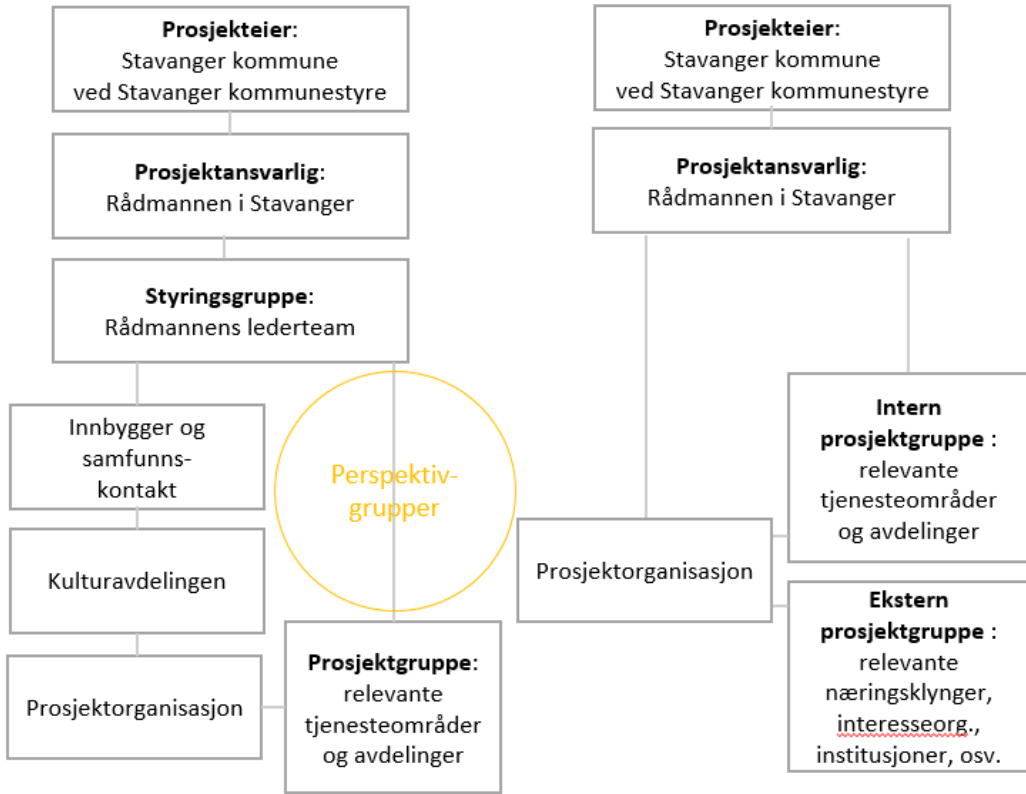 Prosjekteier:
Stavanger kommune
ved Stavanger kommunestyre
Prosjektansvarlig:
Rådmannen i Stavanger
Styringsgruppe:
Rådmannens lederteam
Innbygger og
samfunns-
kontakt
Perspektiv-
grupper
Kulturavdelingen
Prosjektorganisasjon
Prosjektgruppe:
relevante
tjenesteområder
og avdelinger
Prosjekteier:
Stavanger kommune
ved Stavanger kommunestyre
Prosjektansvarlig:
Rådmannen i Stavanger
Intern
prosjektgruppe :
relevante
tjenesteområder
og avdelinger
Prosjektorganisasjon
Ekstern
prosjektgruppe :
relevante
næringsklynger,
interesseorg.,
institusjoner, osv.